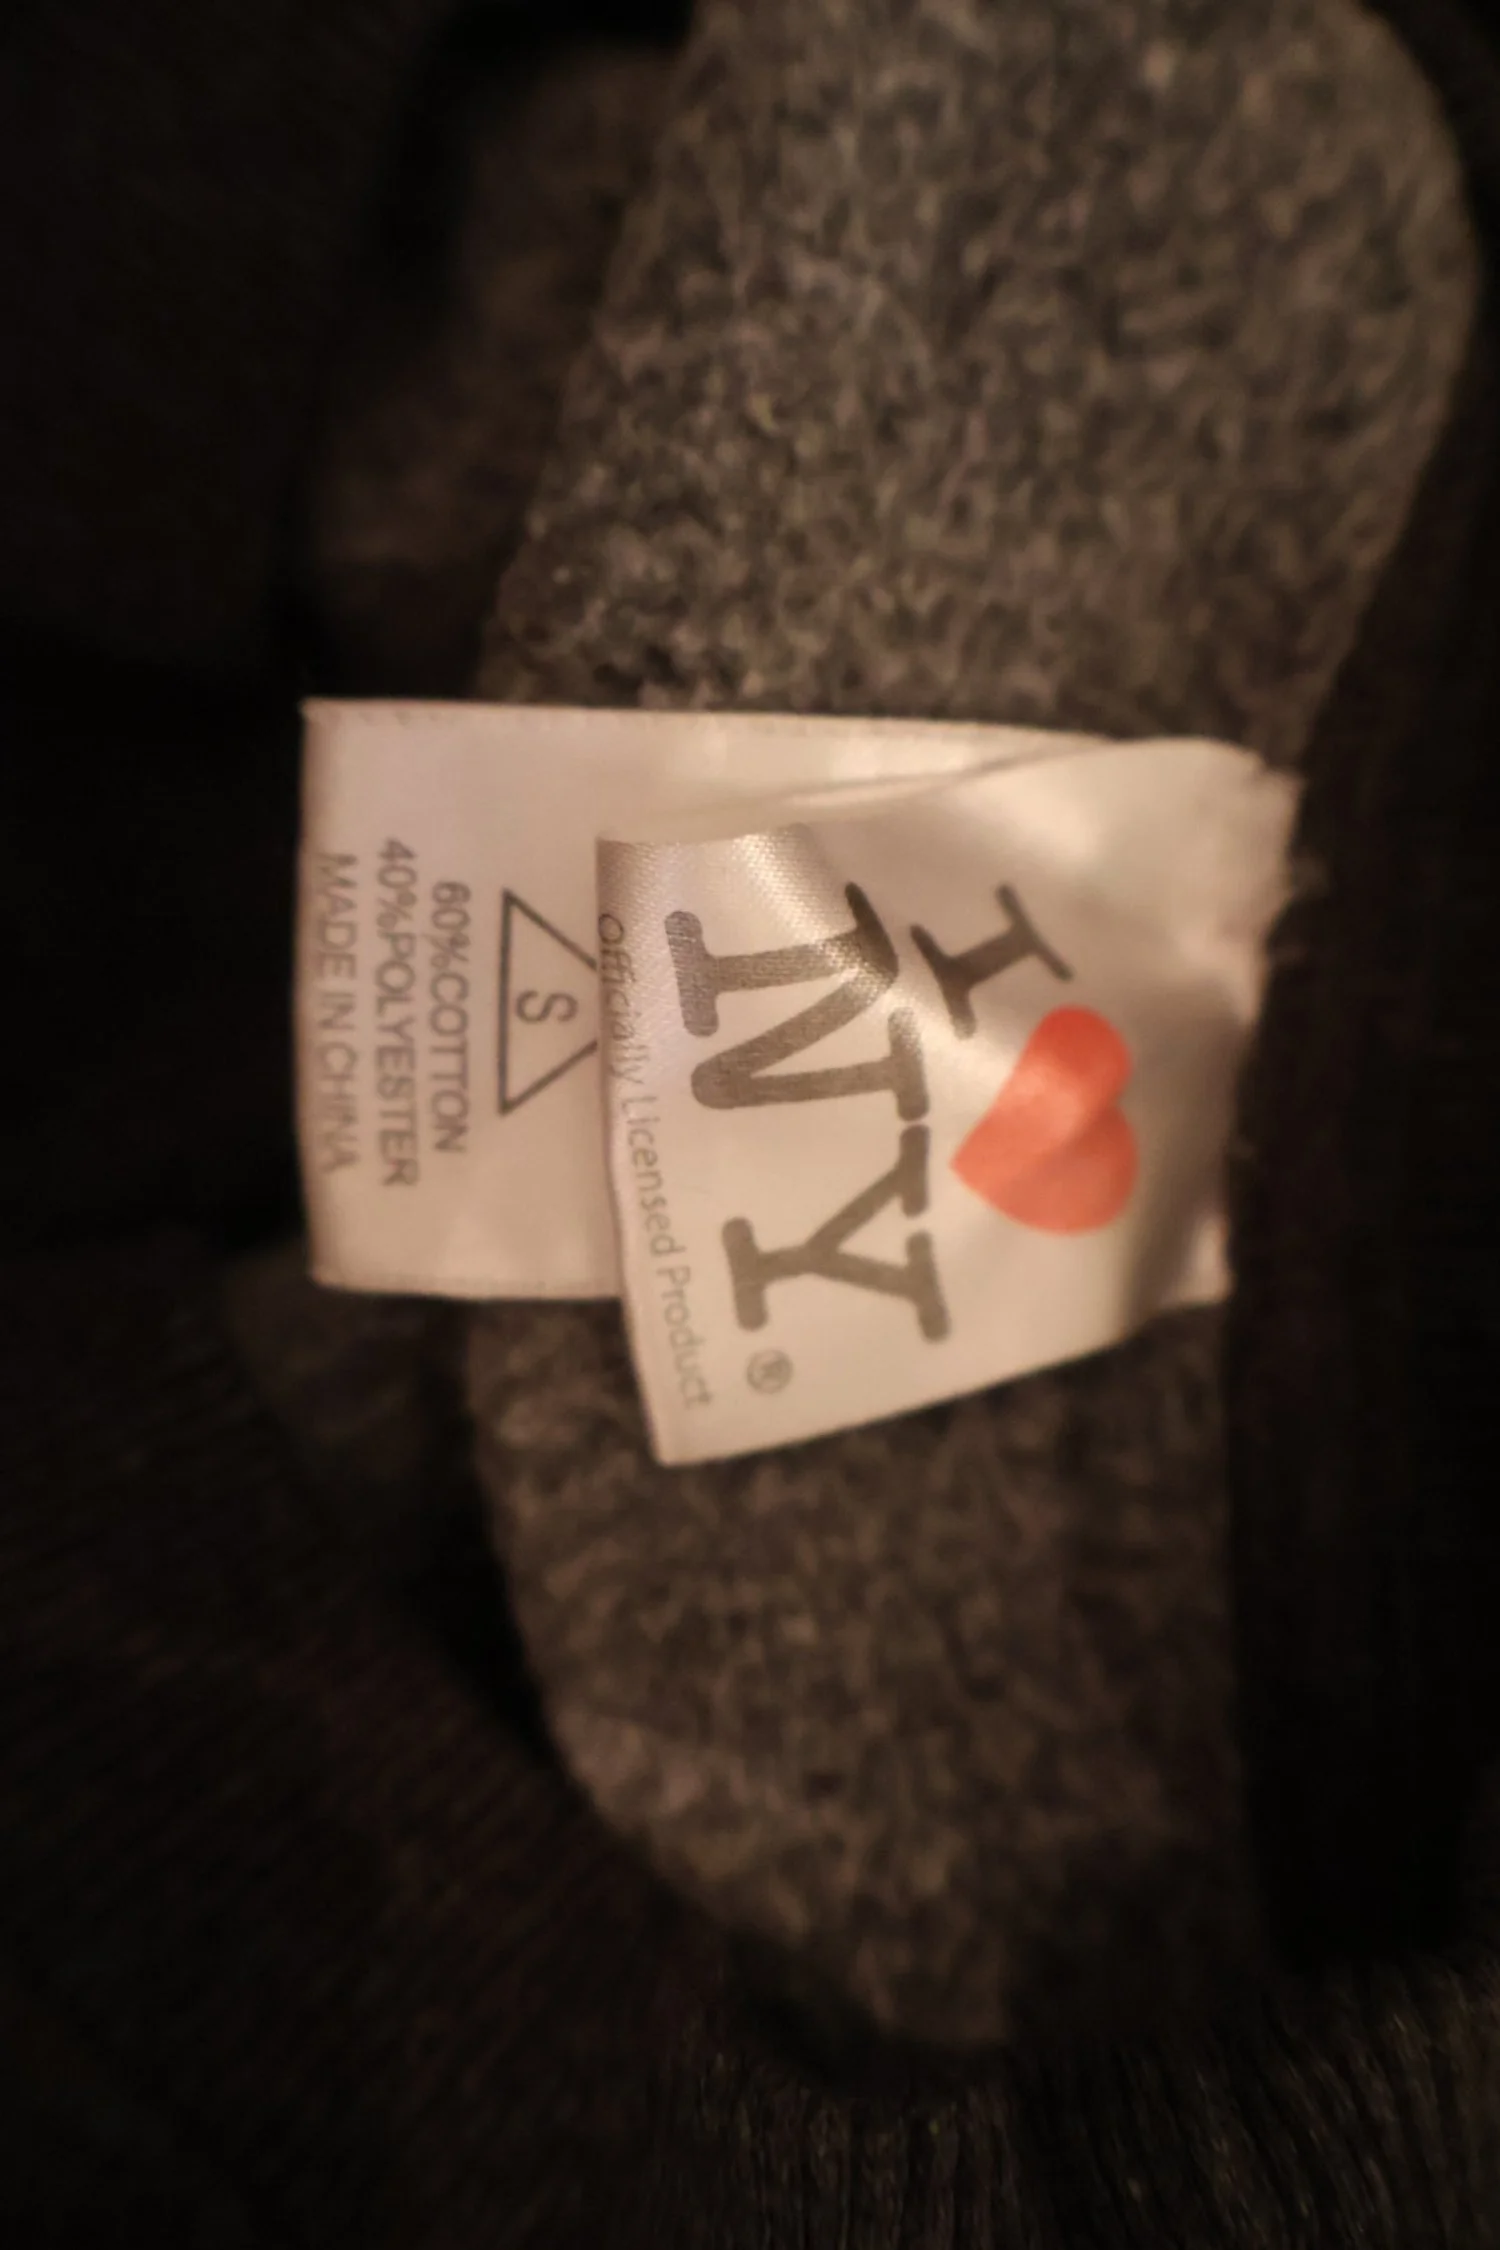 I ♥
NY®
Officially Licensed Product
S
60%COTTON
40%POLYESTER
MADE IN CHINA